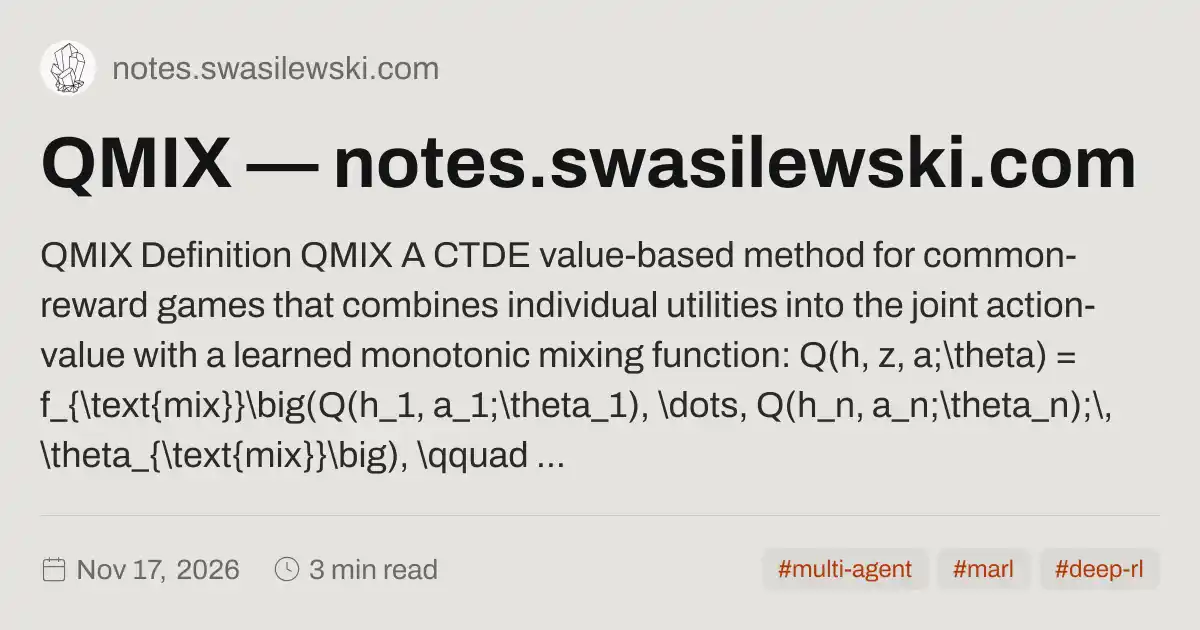 notes.swasilewski.com
QMIX — notes.swasilewski.com
QMIX Definition QMIX A CTDE value-based method for common-
reward games that combines individual utilities into the joint action-
value with a learned monotonic mixing function: Q(h, z, a;\theta) =
f_{\text{mix}}\big(Q(h_1, a_1;\theta_1), \dots, Q(h_n, a_n;\theta_n);\,
\theta_{\text{mix}}\big), \qquad ...
Nov 17, 2026 3 min read #multi-agent #marl #deep-rl